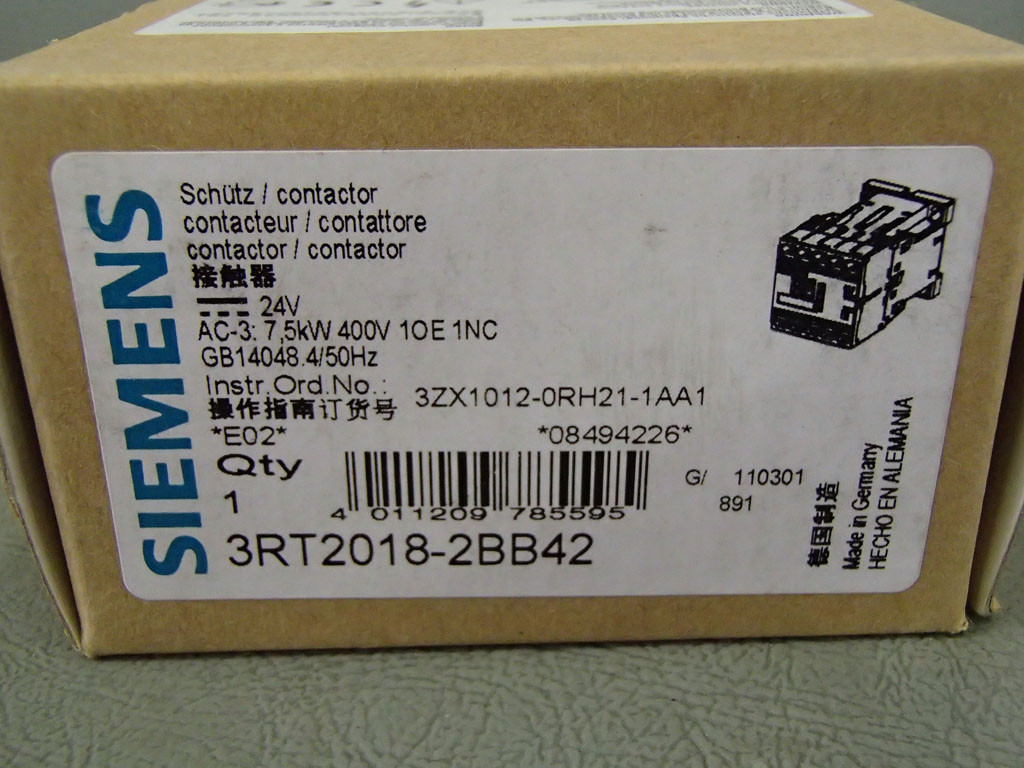 SIEMENS
Schütz / contactor
contacteur / contattore
contactor / contactor
接触器
24V
AC-3: 7,5kW 400V 1OE 1NC
GB14048.4/50Hz
Instr.Ord.No.: 3ZX1012-0RH21-1AA1
操作指南订货号
*E02* *08494226*
Qty
1
4 011209 785595
G/ 110301
891
3RT2018-2BB42
德国制造
Made in Germany
HECHO EN ALEMANIA